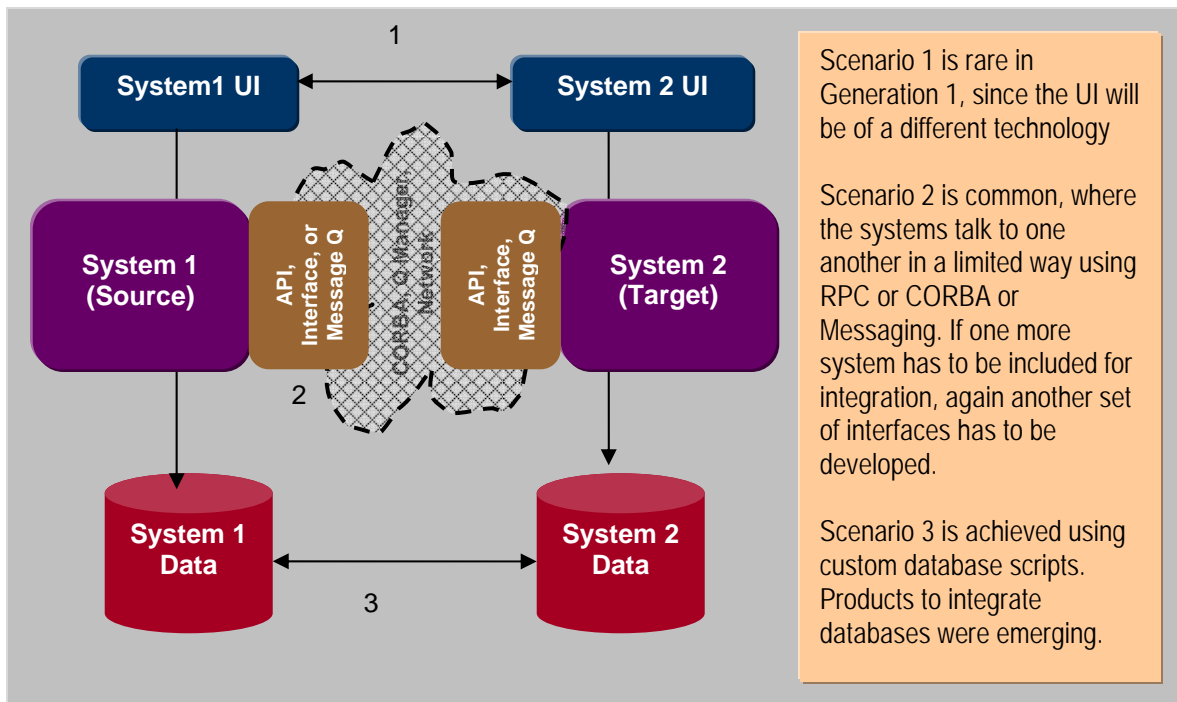 1
System1 UI
System 2 UI
System 1
(Source)
API,
Interface, or
Message Q
CORBA, Q Manager,
Network
API,
Interface,
Message Q
System 2
(Target)
2
System 1
Data
System 2
Data
3
Scenario 1 is rare in
Generation 1, since the UI will
be of a different technology
Scenario 2 is common, where
the systems talk to one
another in a limited way using
RPC or CORBA or
Messaging. If one more
system has to be included for
integration, again another set
of interfaces has to be
developed.
Scenario 3 is achieved using
custom database scripts.
Products to integrate
databases were emerging.